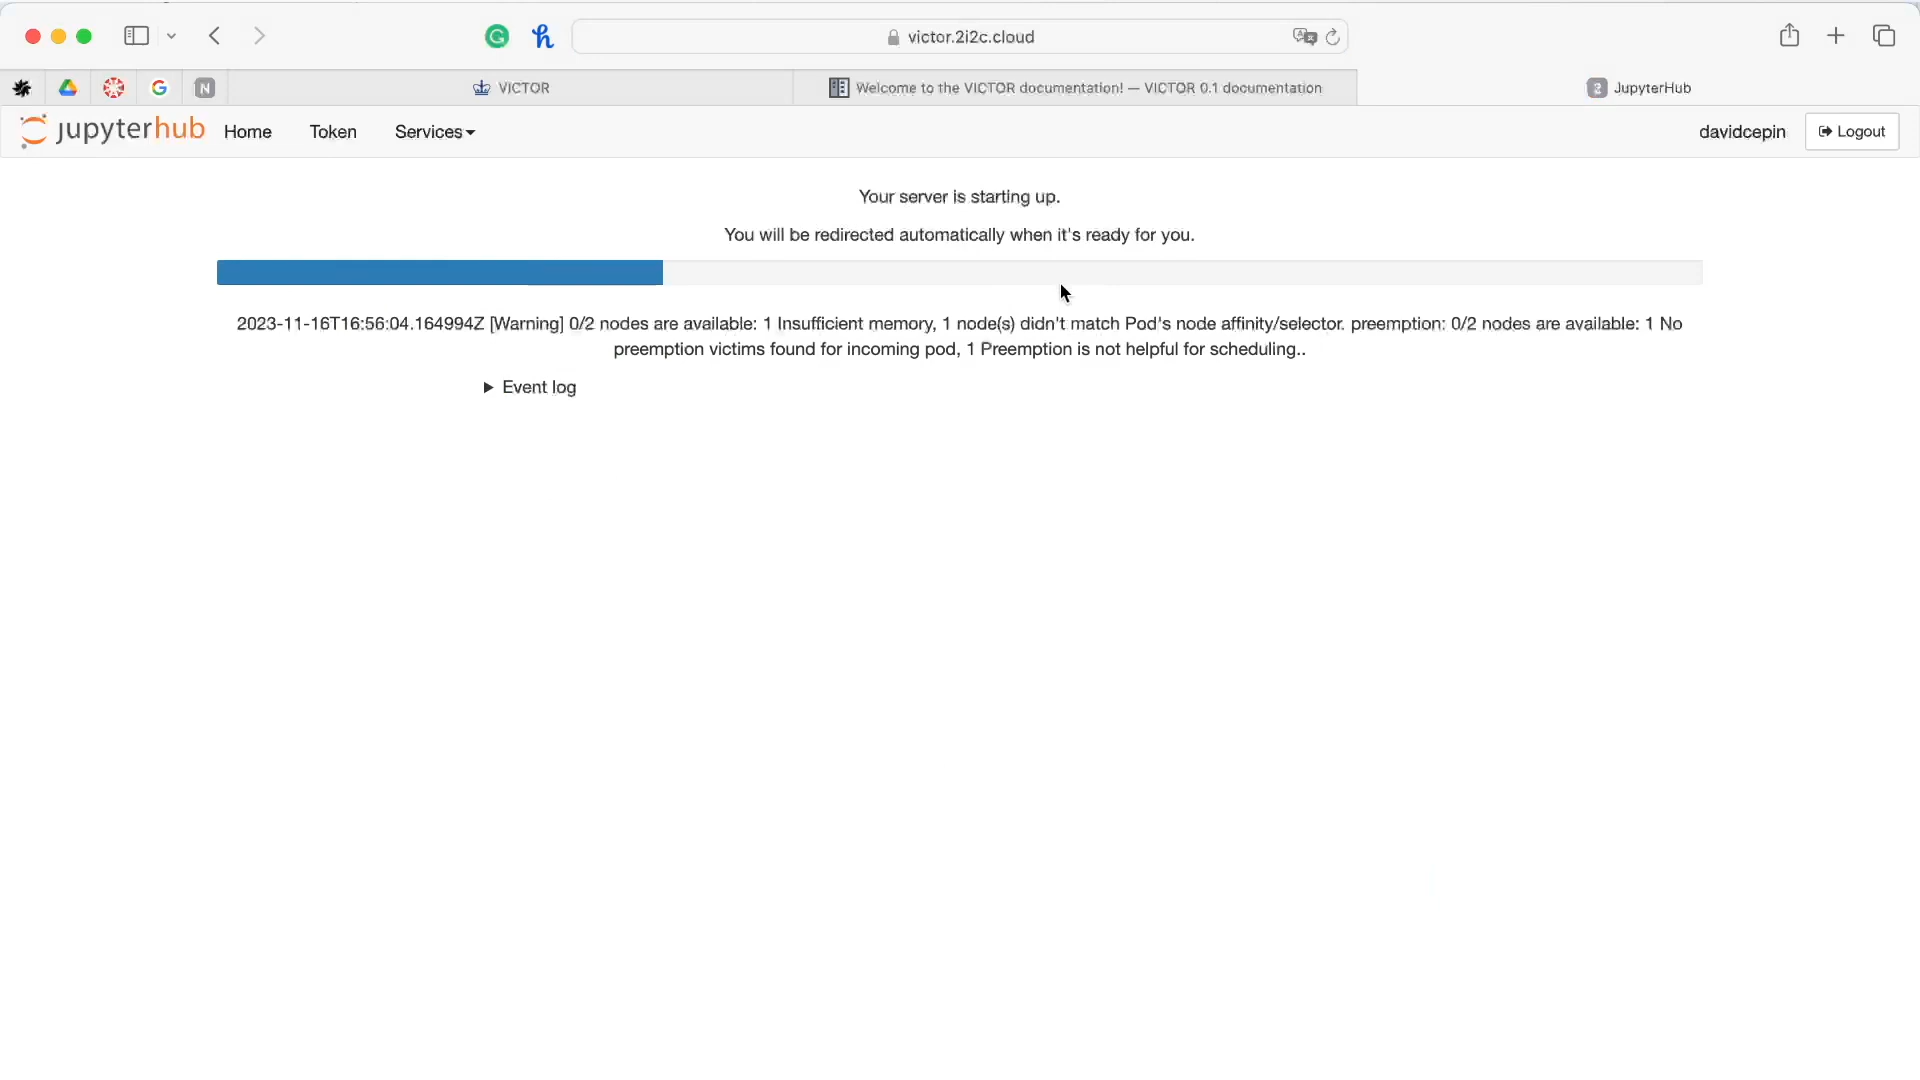 victor.2i2c.cloud
N
VICTOR
Welcome to the VICTOR documentation! — VICTOR 0.1 documentation
2 JupyterHub
jupyterhub Home Token Services davidcepin Logout
Your server is starting up.
You will be redirected automatically when it's ready for you.
2023-11-16T16:56:04.164994Z [Warning] 0/2 nodes are available: 1 Insufficient memory, 1 node(s) didn't match Pod's node affinity/selector. preemption: 0/2 nodes are available: 1 No
preemption victims found for incoming pod, 1 Preemption is not helpful for scheduling..
Event log